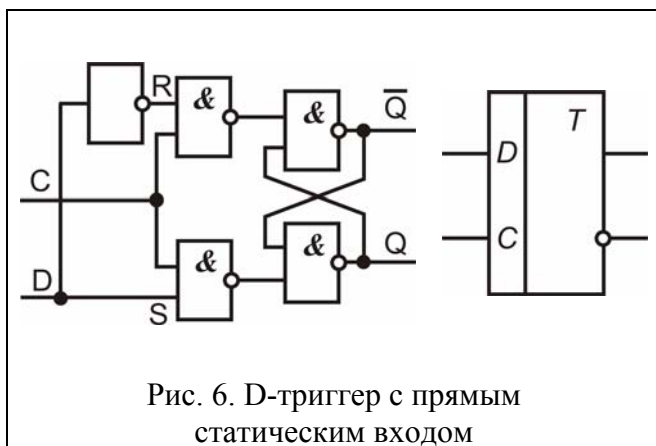 R & & Q̅
C
& & Q
D
S
T
D
C
Рис. 6. D-триггер с прямым
статическим входом